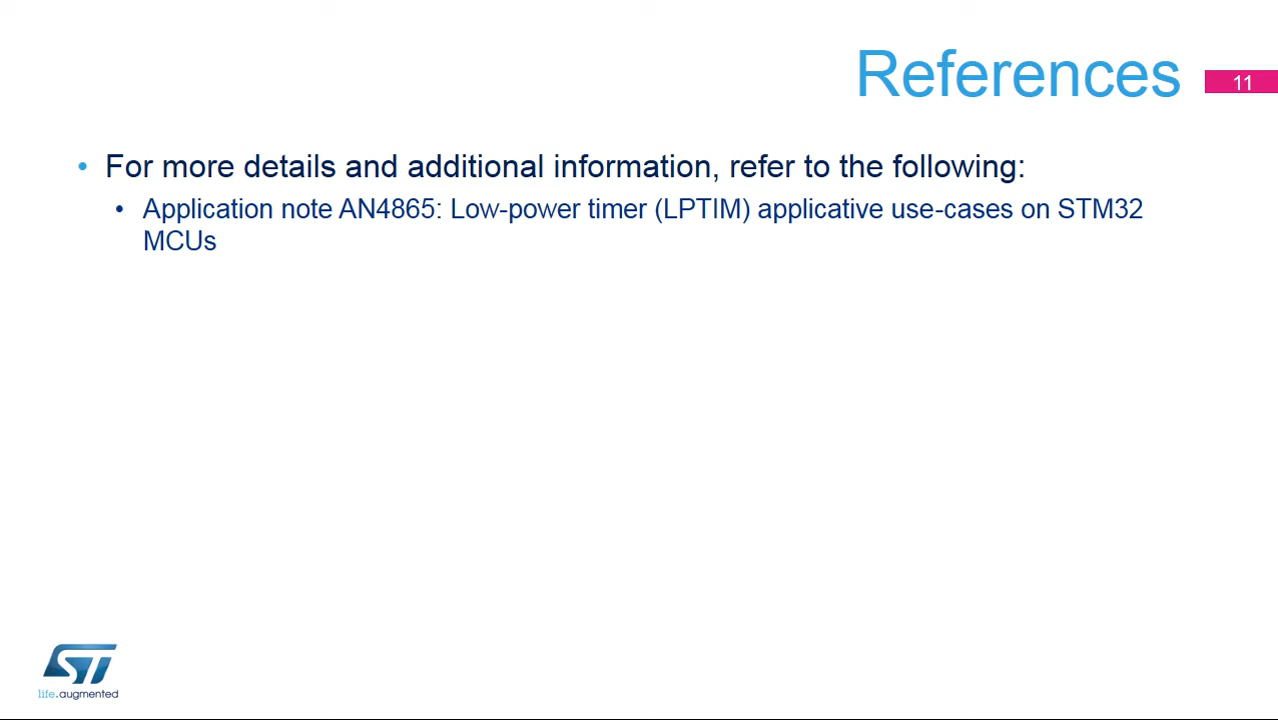 References
11
• For more details and additional information, refer to the following:
• Application note AN4865: Low-power timer (LPTIM) applicative use-cases on STM32
MCUs
ST
life.augmented